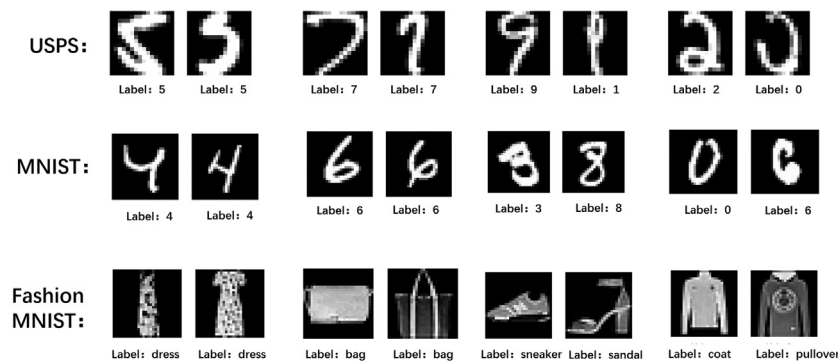 USPS:
Label: 5 Label: 5 Label: 7 Label: 7 Label: 9 Label: 1 Label: 2 Label: 0
MNIST:
Label: 4 Label: 4 Label: 6 Label: 6 Label: 3 Label: 8 Label: 0 Label: 6
Fashion
MNIST:
Label: dress Label: dress Label: bag Label: bag Label: sneaker Label: sandal Label: coat Label: pullover